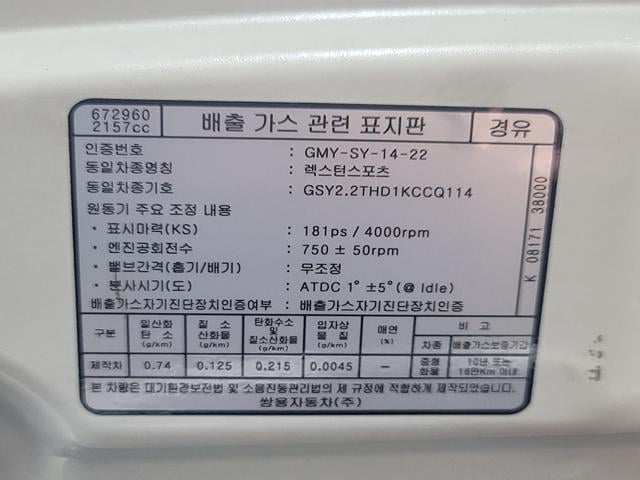 672960
2157cc
배출 가스 관련 표지판
경유
인증번호 : GMY-SY-14-22
동일차종명칭 : 렉스턴스포츠
동일차종기호 : GSY2.2THD1KCCQ114
원동기 주요 조정 내용
• 표시마력(KS) : 181ps / 4000rpm
• 엔진공회전수 : 750 ± 50rpm
• 밸브간격(흡기/배기) : 무조정
• 분사시기(도) : ATDC 1° ±5°(@ Idle)
배출가스자기진단장치인증여부 : 배출가스자기진단장치인증
K 08171 38000
구분 일산화탄소 (g/km) 질소산화물 (g/km) 탄화수소 및 질소산화물 (g/km) 입자상물질 (g/km) 매연 (%) 비고
차종 배출가스보증기간
제작차 0.74 0.125 0.215 0.0045 - 중형화물 10년 또는 16만Km 이내
본 차량은 대기환경보전법 및 소음진동관리법의 제 규정에 적합하게 제작되었습니다.
쌍용자동차(주)